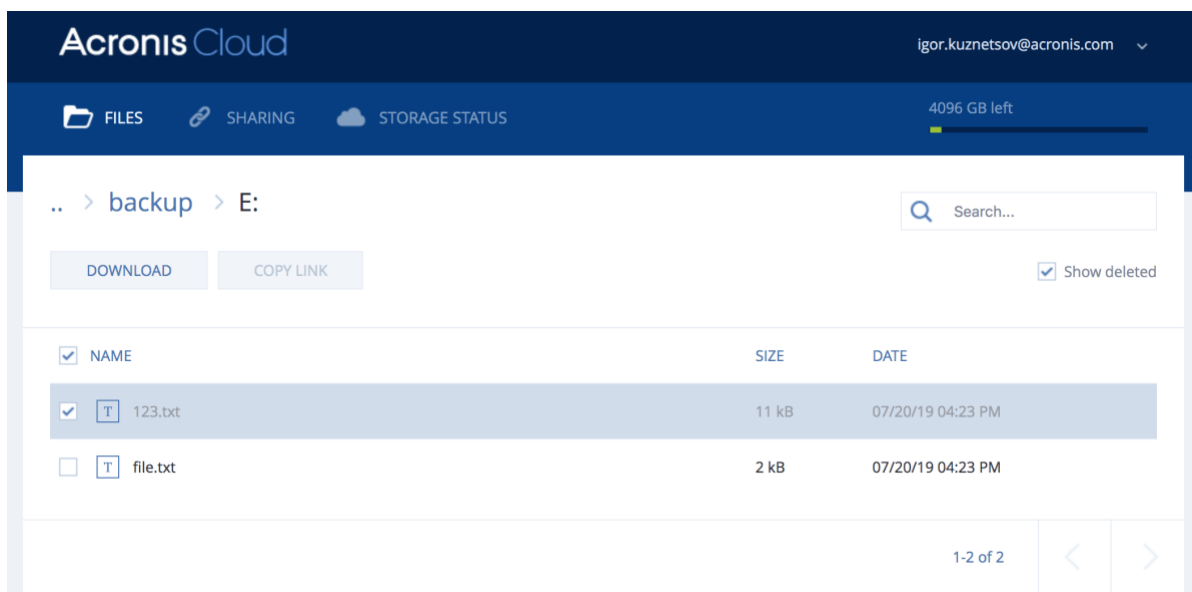 Acronis Cloud
igor.kuznetsov@acronis.com
FILES SHARING STORAGE STATUS
4096 GB left
.. > backup > E:
Search...
DOWNLOAD COPY LINK
Show deleted
NAME SIZE DATE
T 123.txt 11 kB 07/20/19 04:23 PM
T file.txt 2 kB 07/20/19 04:23 PM
1-2 of 2